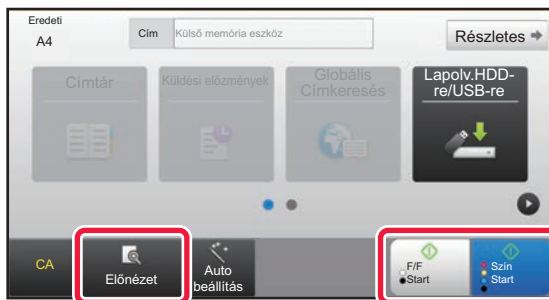 Eredeti
A4
Cím
Külső memória eszköz
Részletes
Címtár
Küldési előzmények
Globális
Címkeresés
Lapolv.HDD-
re/USB-re
CA
Előnézet
Auto
beállítás
F/F
Start
Szín
Start